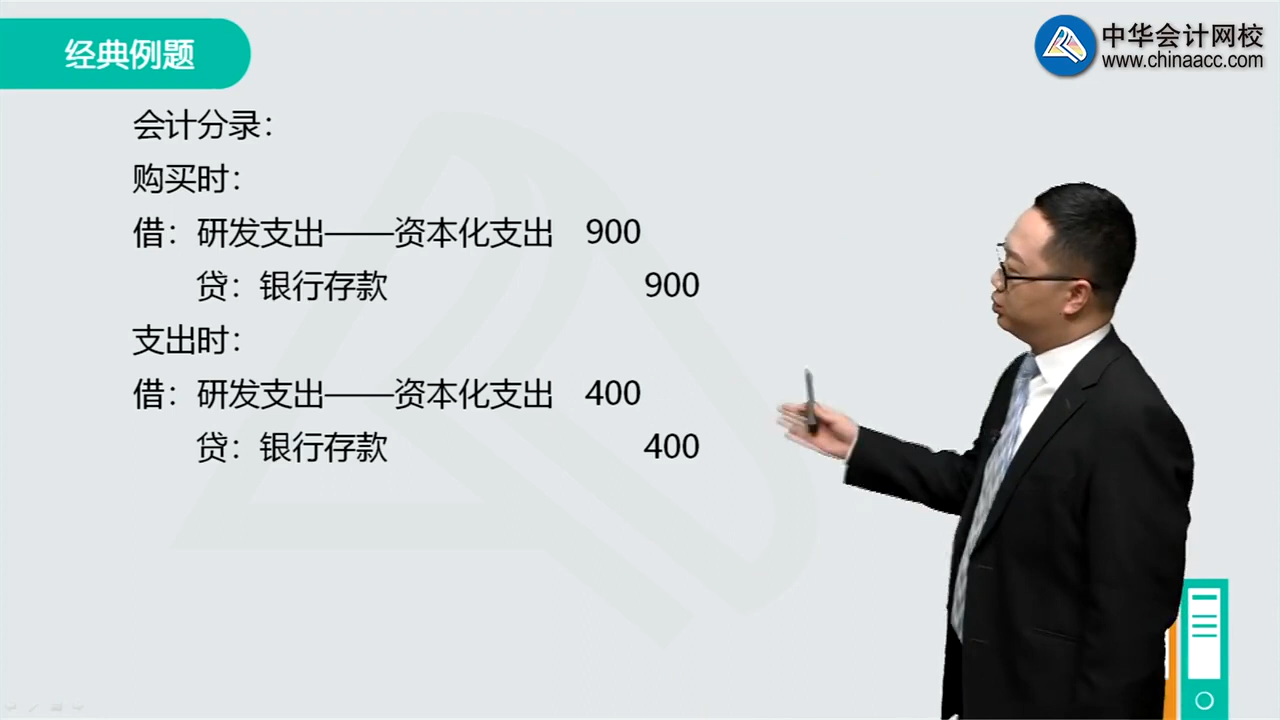 经典例题
中华会计网校
www.chinaacc.com
会计分录：
购买时：
借：研发支出——资本化支出 900
贷：银行存款 900
支出时：
借：研发支出——资本化支出 400
贷：银行存款 400